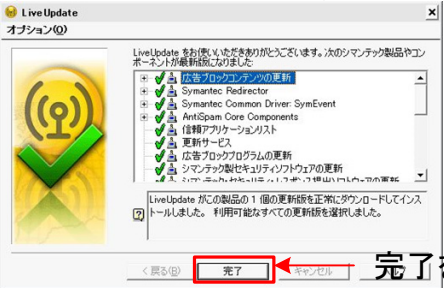 LiveUpdate
オプション(O)
LiveUpdate をお使いいただきありがとうございます。次のシマンテック製品やコン
ポーネントが最新版になりました:
広告ブロックコンテンツの更新
Symantec Redirector
Symantec Common Driver: SymEvent
AntiSpam Core Components
信頼アプリケーションリスト
更新サービス
広告ブロックプログラムの更新
シマンテック製セキュリティソフトウェアの更新
LiveUpdate がこの製品の 1 個の更新版を正常にダウンロードしてインス
トールしました。 利用可能なすべての更新版を選択しました。
< 戻る(B)
完了
キャンセル
完了を